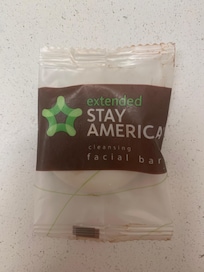 extended
STAY
AMERICA
cleansing
facial bar